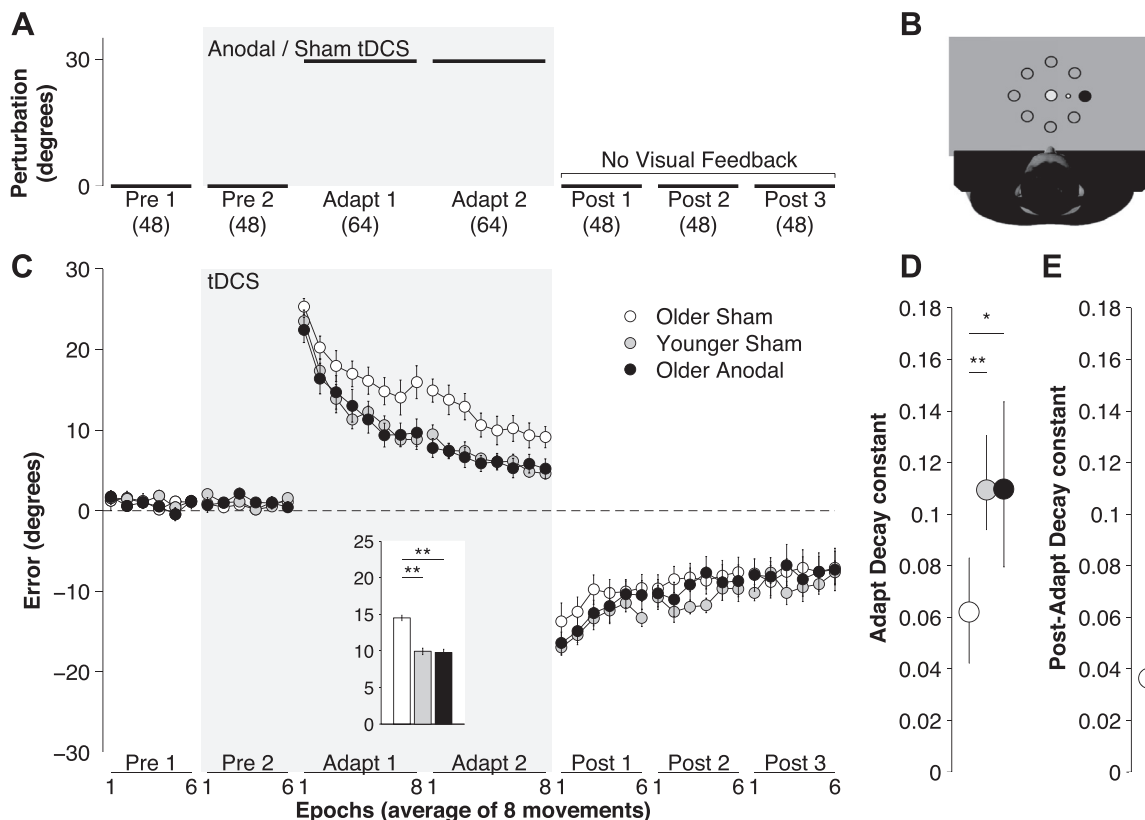 A
Perturbation
(degrees)
30
0
Anodal / Sham tDCS
No Visual Feedback
Pre 1
(48)
Pre 2
(48)
Adapt 1
(64)
Adapt 2
(64)
Post 1
(48)
Post 2
(48)
Post 3
(48)
B
C
Error (degrees)
30
20
10
0
−10
−20
−30
tDCS
Older Sham
Younger Sham
Older Anodal
25
20
15
10
5
0
**
**
Pre 1
Pre 2
Adapt 1
Adapt 2
Post 1
Post 2
Post 3
1 6 1 6 1 8 1 8 1 6 1 6 1 6
Epochs (average of 8 movements)
D
Adapt Decay constant
0.18
0.16
0.14
0.12
0.1
0.08
0.06
0.04
0.02
0
*
**
E
Post-Adapt Decay constant
0.18
0.16
0.14
0.12
0.1
0.08
0.06
0.04
0.02
0